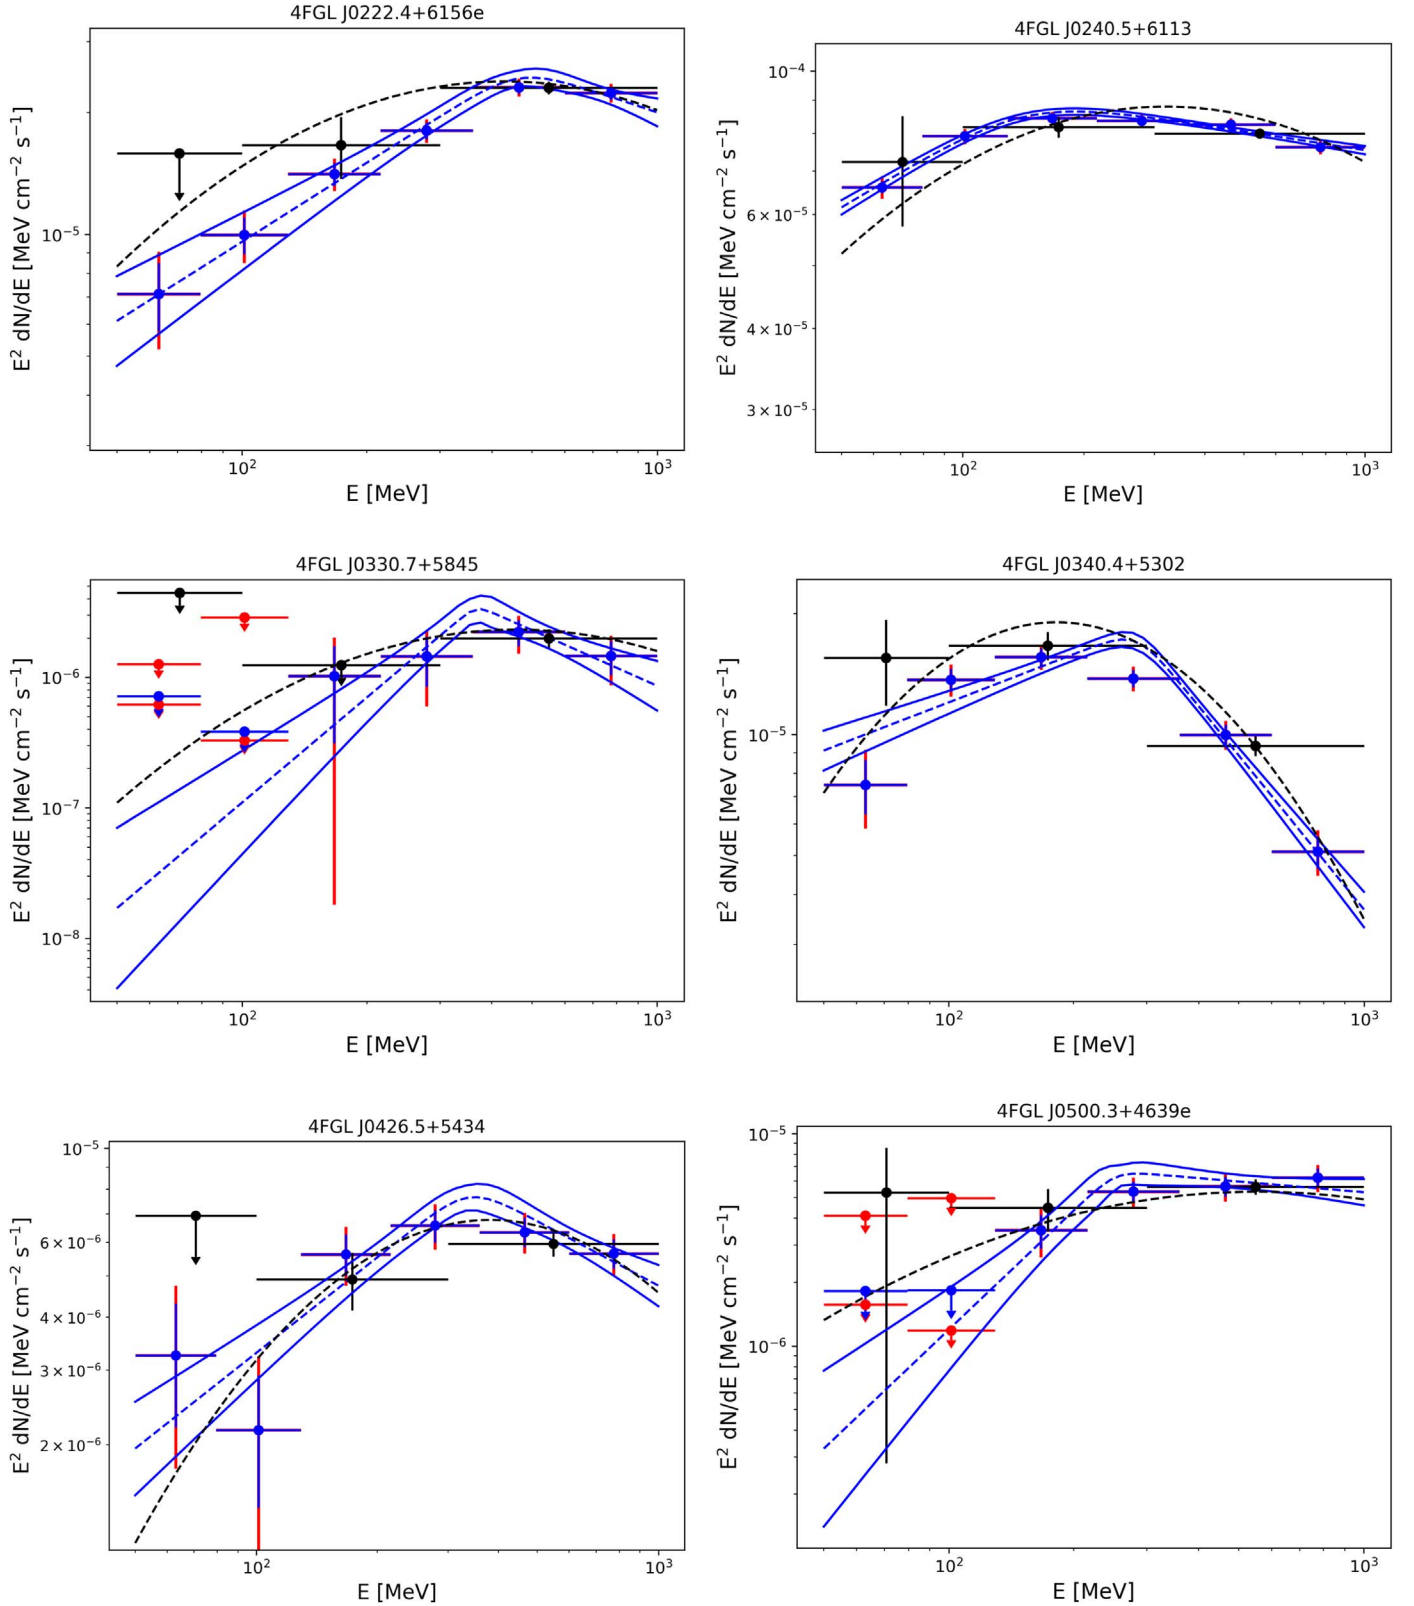 4FGL J0222.4+6156e
E² dN/dE [MeV cm⁻² s⁻¹]
10⁻⁵
10² 10³
E [MeV]
4FGL J0240.5+6113
E² dN/dE [MeV cm⁻² s⁻¹]
10⁻⁴
6 × 10⁻⁵
4 × 10⁻⁵
3 × 10⁻⁵
10² 10³
E [MeV]
4FGL J0330.7+5845
E² dN/dE [MeV cm⁻² s⁻¹]
10⁻⁶
10⁻⁷
10⁻⁸
10² 10³
E [MeV]
4FGL J0340.4+5302
E² dN/dE [MeV cm⁻² s⁻¹]
10⁻⁵
10² 10³
E [MeV]
4FGL J0426.5+5434
E² dN/dE [MeV cm⁻² s⁻¹]
10⁻⁵
6 × 10⁻⁶
4 × 10⁻⁶
3 × 10⁻⁶
2 × 10⁻⁶
10² 10³
E [MeV]
4FGL J0500.3+4639e
E² dN/dE [MeV cm⁻² s⁻¹]
10⁻⁵
10⁻⁶
10² 10³
E [MeV]